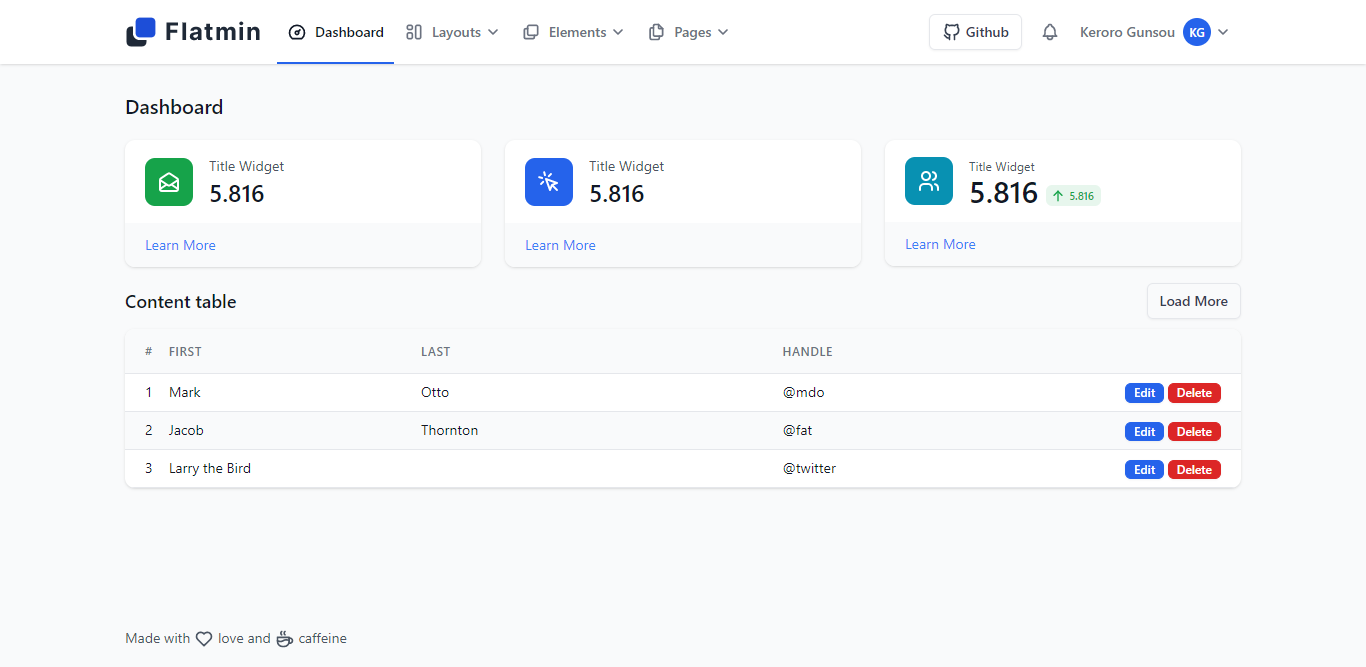 Flatmin Dashboard Layouts Elements Pages Github Keroro Gunsou KG
Dashboard
Title Widget
5.816
Learn More
Title Widget
5.816
Learn More
Title Widget
5.816 5.816
Learn More
Content table Load More
# FIRST LAST HANDLE
1 Mark Otto @mdo Edit Delete
2 Jacob Thornton @fat Edit Delete
3 Larry the Bird @twitter Edit Delete
Made with love and caffeine